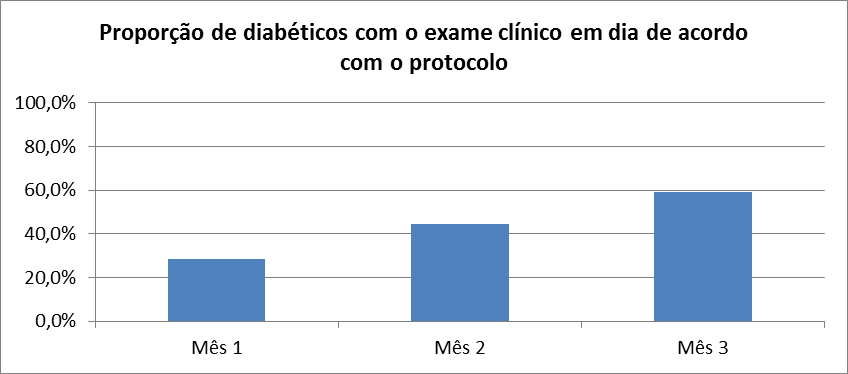 Proporção de diabéticos com o exame clínico em dia de acordo
com o protocolo
100,0%
80,0%
60,0%
40,0%
20,0%
0,0%
Mês 1
Mês 2
Mês 3